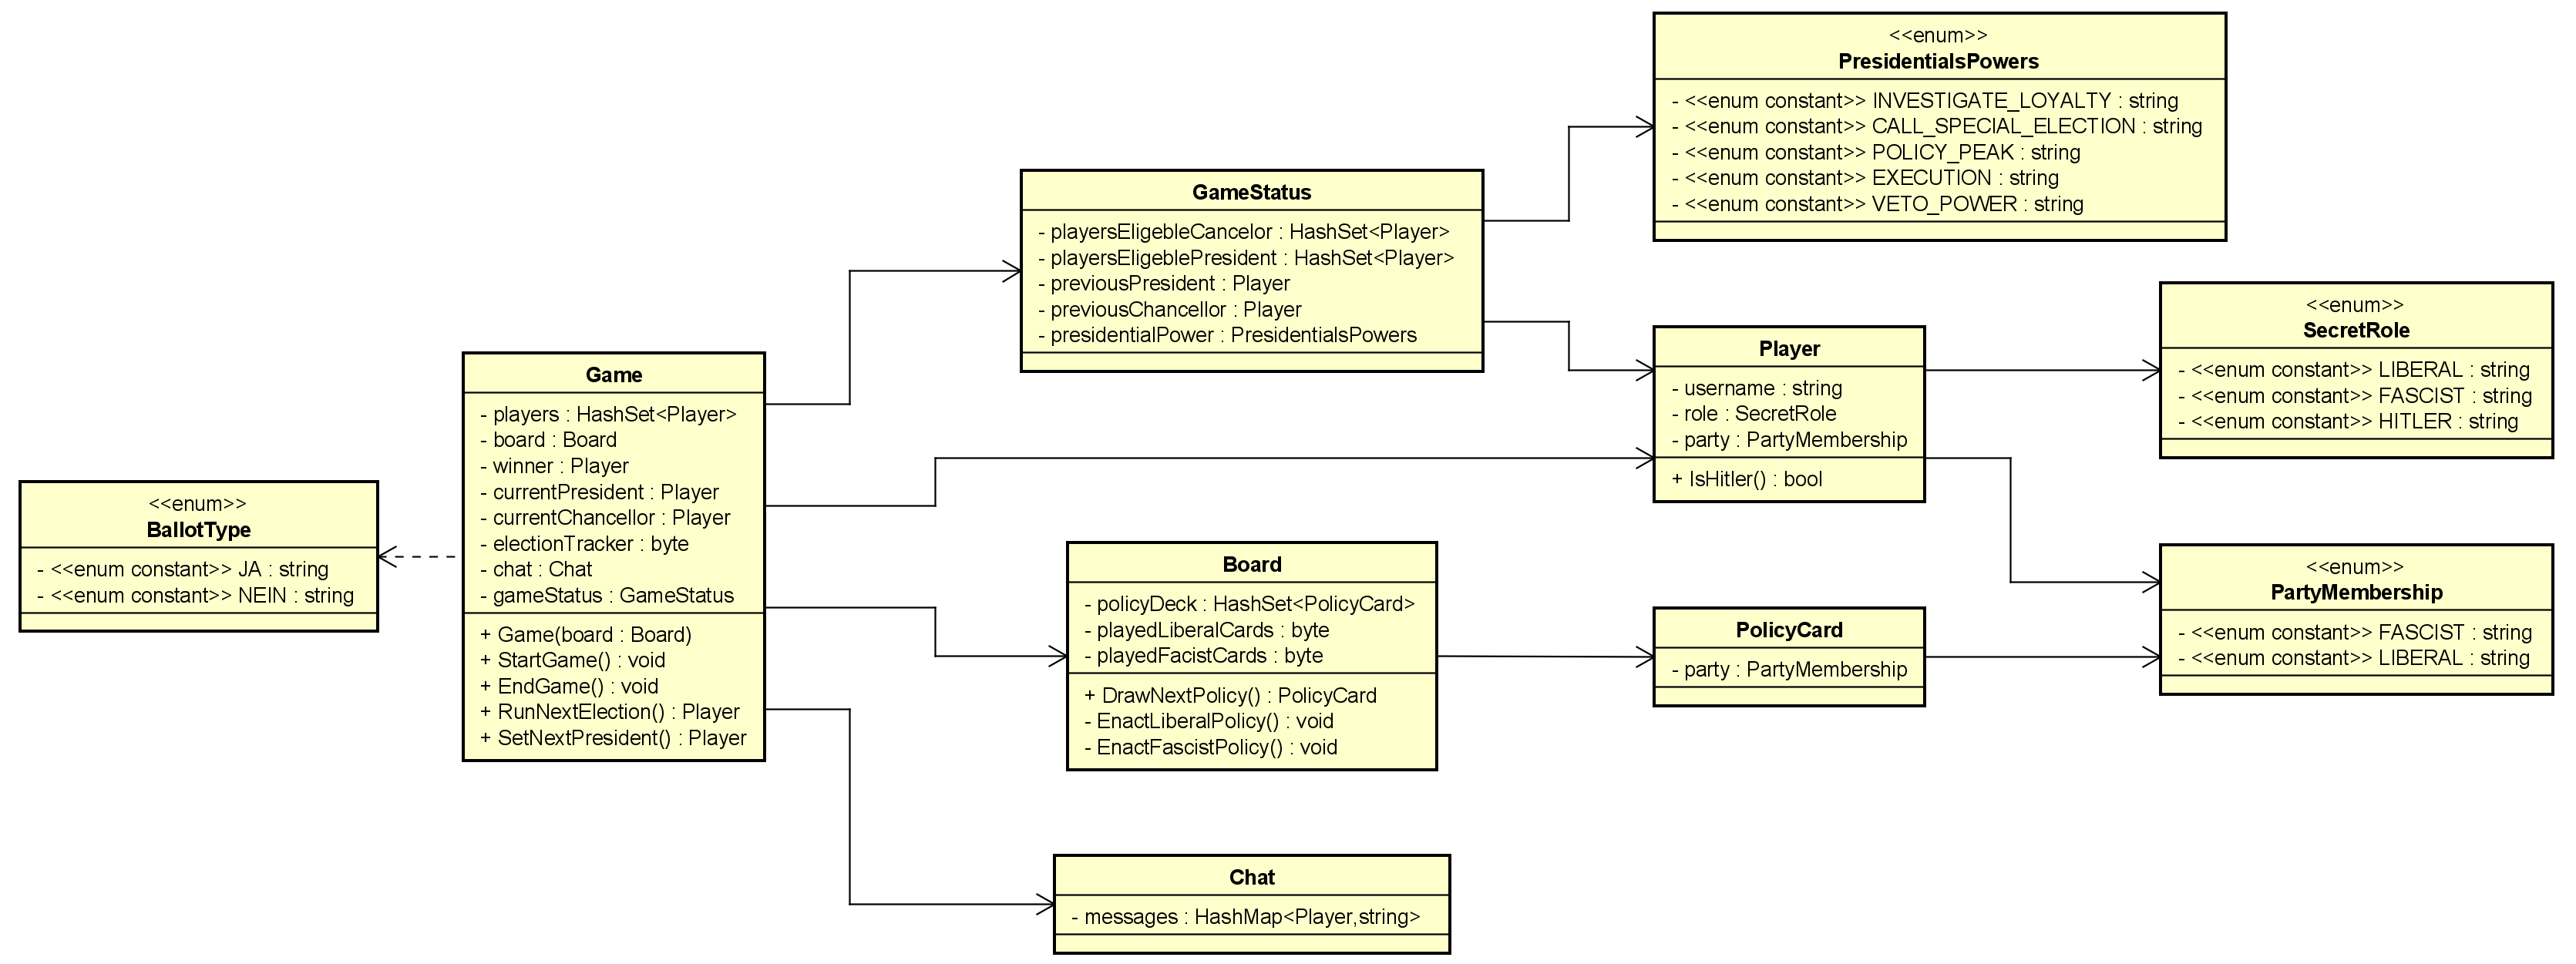 <<enum>>
BallotType
- <<enum constant>> JA : string
- <<enum constant>> NEIN : string
Game
- players : HashSet<Player>
- board : Board
- winner : Player
- currentPresident : Player
- currentChancellor : Player
- electionTracker : byte
- chat : Chat
- gameStatus : GameStatus
+ Game(board : Board)
+ StartGame() : void
+ EndGame() : void
+ RunNextElection() : Player
+ SetNextPresident() : Player
GameStatus
- playersEligebleCancelor : HashSet<Player>
- playersEligeblePresident : HashSet<Player>
- previousPresident : Player
- previousChancellor : Player
- presidentialPower : PresidentialsPowers
Board
- policyDeck : HashSet<PolicyCard>
- playedLiberalCards : byte
- playedFacistCards : byte
+ DrawNextPolicy() : PolicyCard
- EnactLiberalPolicy() : void
- EnactFascistPolicy() : void
Chat
- messages : HashMap<Player,string>
<<enum>>
PresidentialsPowers
- <<enum constant>> INVESTIGATE_LOYALTY : string
- <<enum constant>> CALL_SPECIAL_ELECTION : string
- <<enum constant>> POLICY_PEAK : string
- <<enum constant>> EXECUTION : string
- <<enum constant>> VETO_POWER : string
Player
- username : string
- role : SecretRole
- party : PartyMembership
+ IsHitler() : bool
PolicyCard
- party : PartyMembership
<<enum>>
SecretRole
- <<enum constant>> LIBERAL : string
- <<enum constant>> FASCIST : string
- <<enum constant>> HITLER : string
<<enum>>
PartyMembership
- <<enum constant>> FASCIST : string
- <<enum constant>> LIBERAL : string